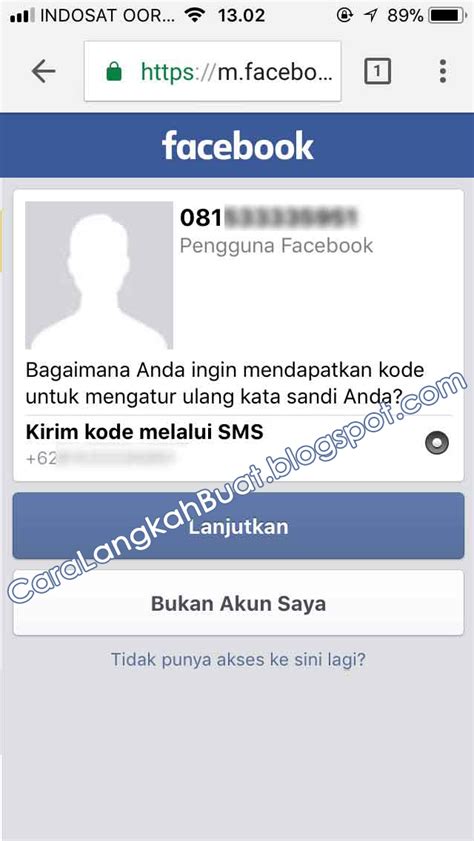 INDOSAT OOR... 13.02 89%
https://m.facebo... 1
facebook
081
Pengguna Facebook
Bagaimana Anda ingin mendapatkan kode
untuk mengatur ulang kata sandi Anda?
Kirim kode melalui SMS
+62
CaraLangkahBuat.blogspot.com
Lanjutkan
Bukan Akun Saya
Tidak punya akses ke sini lagi?